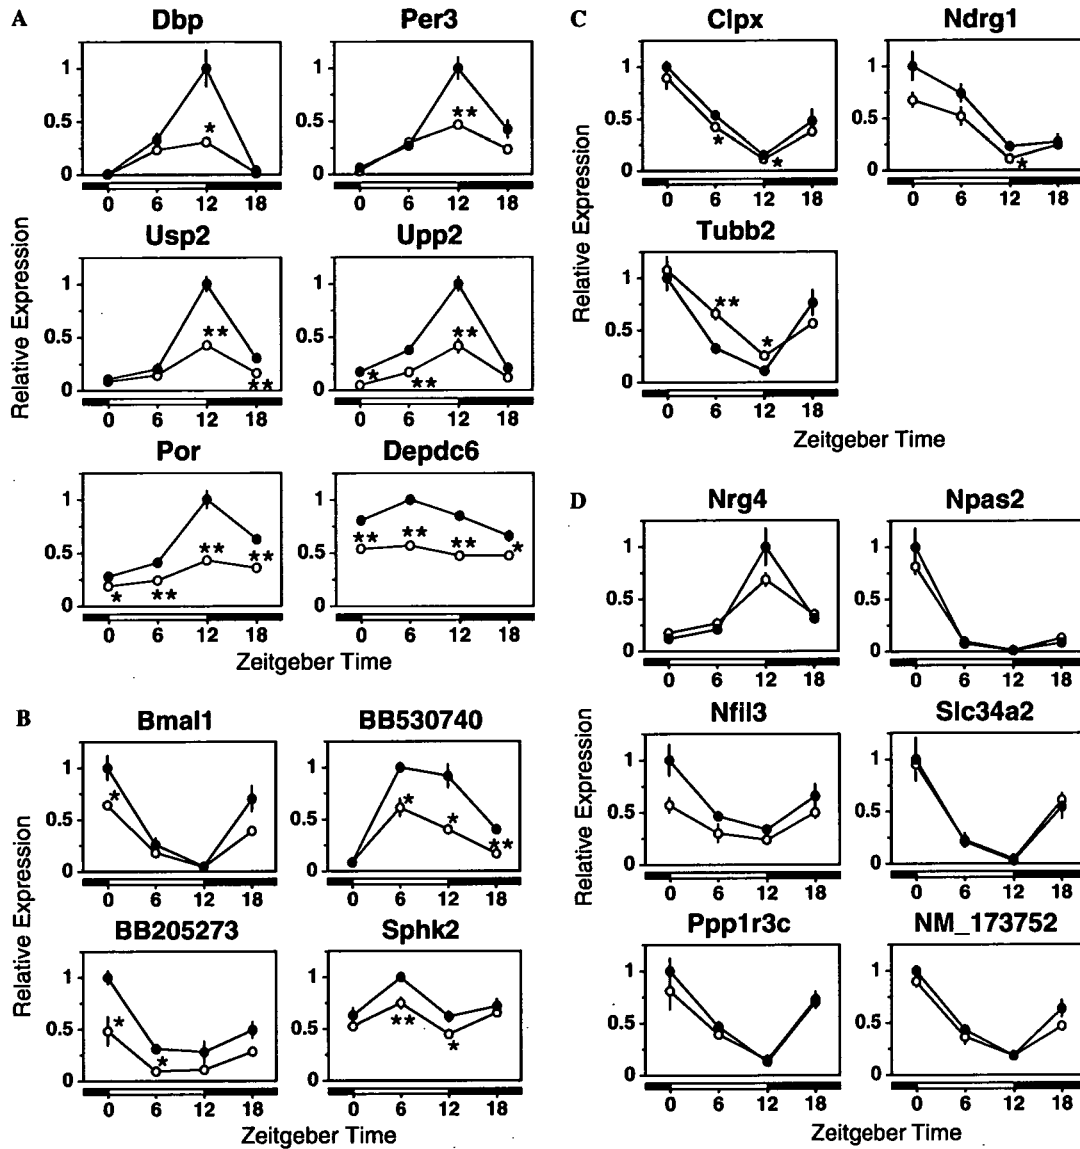 A
Dbp
Per3
1
0.5
0
0 6 12 18
*
1
0.5
0
0 6 12 18
**
Usp2
Upp2
1
0.5
0
0 6 12 18
**
**
1
0.5
0
0 6 12 18
*
**
**
Por
Depdc6
1
0.5
0
0 6 12 18
*
**
**
**
1
0.5
0
0 6 12 18
**
**
**
*
Relative Expression
Zeitgeber Time
B
Bmal1
BB530740
1
0.5
0
0 6 12 18
*
1
0.5
0
0 6 12 18
*
*
**
BB205273
Sphk2
1
0.5
0
0 6 12 18
*
*
1
0.5
0
0 6 12 18
**
*
Relative Expression
Zeitgeber Time
C
Clpx
Ndrg1
1
0.5
0
0 6 12 18
*
*
1
0.5
0
0 6 12 18
*
Tubb2
1
0.5
0
0 6 12 18
**
*
Relative Expression
Zeitgeber Time
D
Nrg4
Npas2
1
0.5
0
0 6 12 18
1
0.5
0
0 6 12 18
Nfil3
Slc34a2
1
0.5
0
0 6 12 18
1
0.5
0
0 6 12 18
Ppp1r3c
NM_173752
1
0.5
0
0 6 12 18
1
0.5
0
0 6 12 18
Relative Expression
Zeitgeber Time